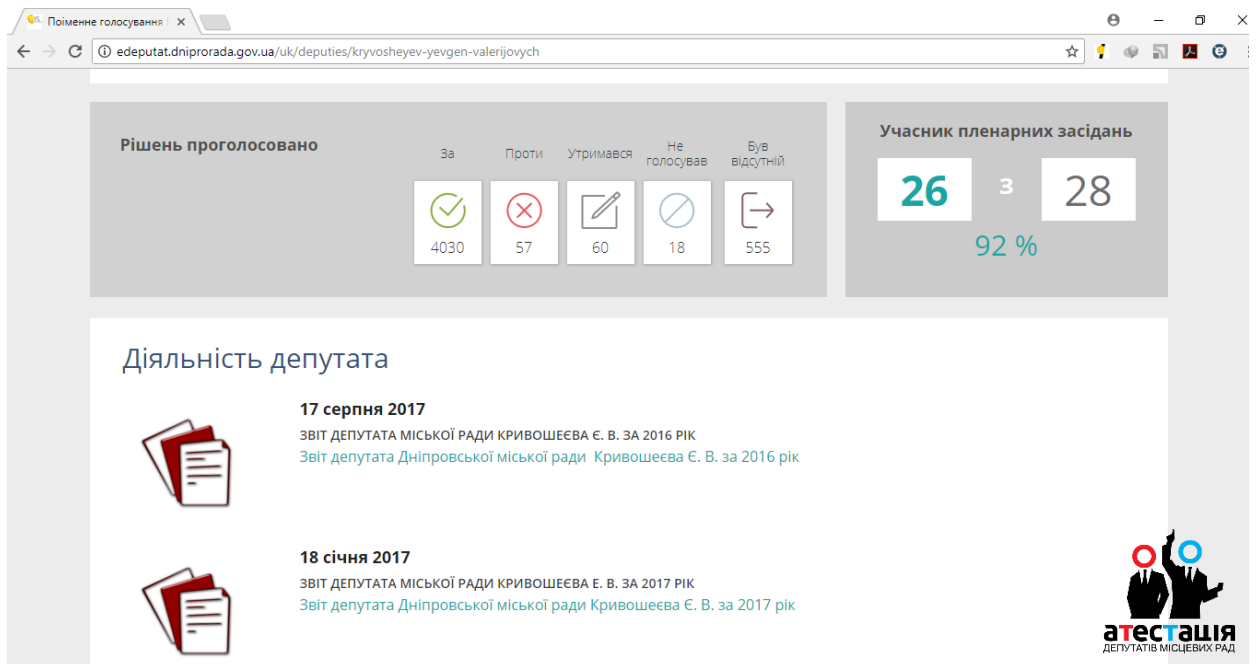 Поіменне голосування
edeputat.dniprorada.gov.ua/uk/deputies/kryvosheyev-yevgen-valerijovych
Рішень проголосовано
За
Проти
Утримався
Не голосував
Був відсутній
4030
57
60
18
555
Учасник пленарних засідань
26 з 28
92 %
Діяльність депутата
17 серпня 2017
ЗВІТ ДЕПУТАТА МІСЬКОЇ РАДИ КРИВОШЕЄВА Є. В. ЗА 2016 РІК
Звіт депутата Дніпровської міської ради Кривошеєва Є. В. за 2016 рік
18 січня 2017
ЗВІТ ДЕПУТАТА МІСЬКОЇ РАДИ КРИВОШЕЄВА Е. В. ЗА 2017 РІК
Звіт депутата Дніпровської міської ради Кривошеєва Є. В. за 2017 рік
аТесТація
ДЕПУТАТІВ МІСЦЕВИХ РАД